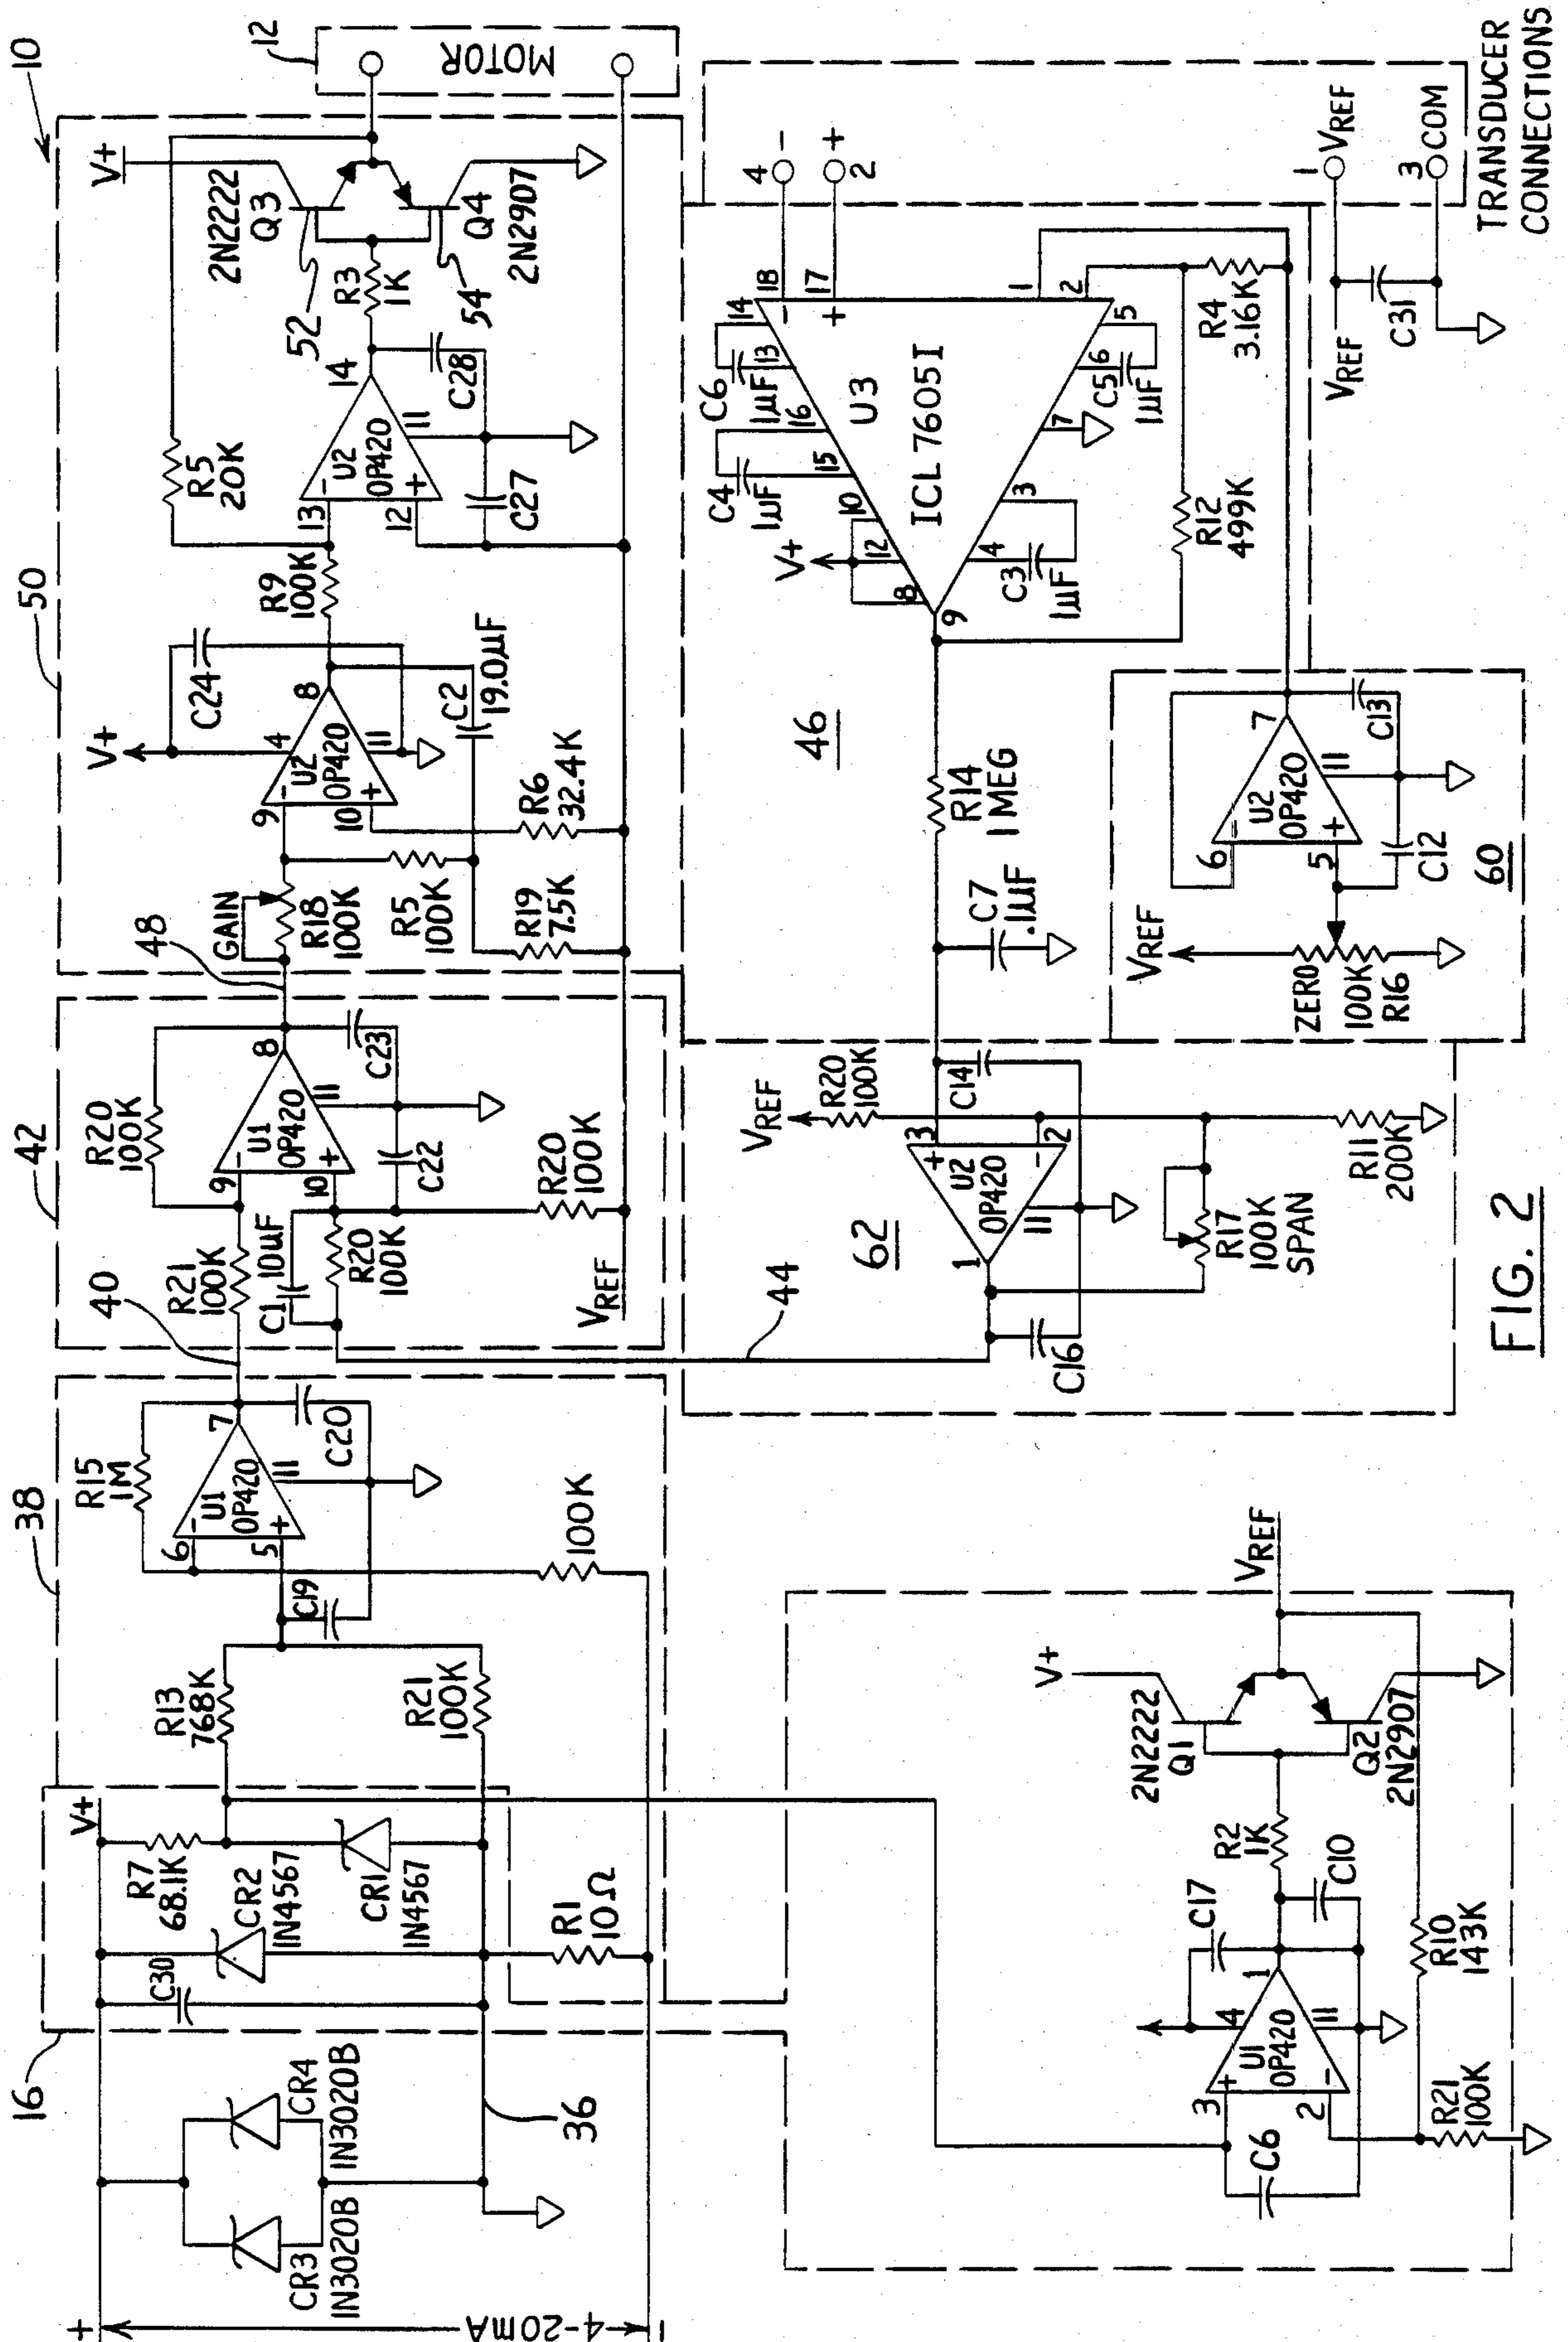 10
12
MOTOR
V+
2N2222
Q3
52
R3
1K
54
Q4
2N2907
R5
20K
14
13
U2
OP420
-
+
12
11
C28
C27
50
R9
100K
C24
V+
4
8
9
U2
OP420
-
+
10
11
C2
19.0µF
R6
32.4K
GAIN
R18
100K
R5
100K
R19
7.5K
48
42
R20
100K
8
9
U1
OP420
-
+
10
11
C23
C22
R21
100K
C1
10µF
R20
100K
R20
100K
VREF
40
44
38
R15
1M
7
6
U1
OP420
-
+
5
11
C20
C19
100K
R13
768K
R21
100K
V+
R7
68.1K
CR2
1N4567
CR1
1N4567
C30
R1
10Ω
16
CR4
1N3020B
CR3
1N3020B
36
+
4-20MA
-
4 -
2 +
1 VREF
3 COM
TRANSDUCER
CONNECTIONS
VREF
C31
18
-
17
+
1
2
14
13
C6
1µF
16
15
C4
1µF
10
12
8
V+
U3
ICL7605I
9
5
6
C5
1µF
7
3
4
C3
1µF
R4
3.16K
R12
499K
46
R14
1 MEG
C7
.1µF
7
6
U2
OP420
-
+
5
11
C13
C12
60
VREF
ZERO
100K
R16
VREF
R20
100K
C14
3
+
U2
OP420
-
2
11
1
62
R17
100K
SPAN
R11
200K
C16
FIG. 2
VREF
V+
2N2222
Q1
Q2
2N2907
R2
1K
C17
C10
1
4
U1
OP420
+
-
3
2
11
C6
R10
143K
R21
100K